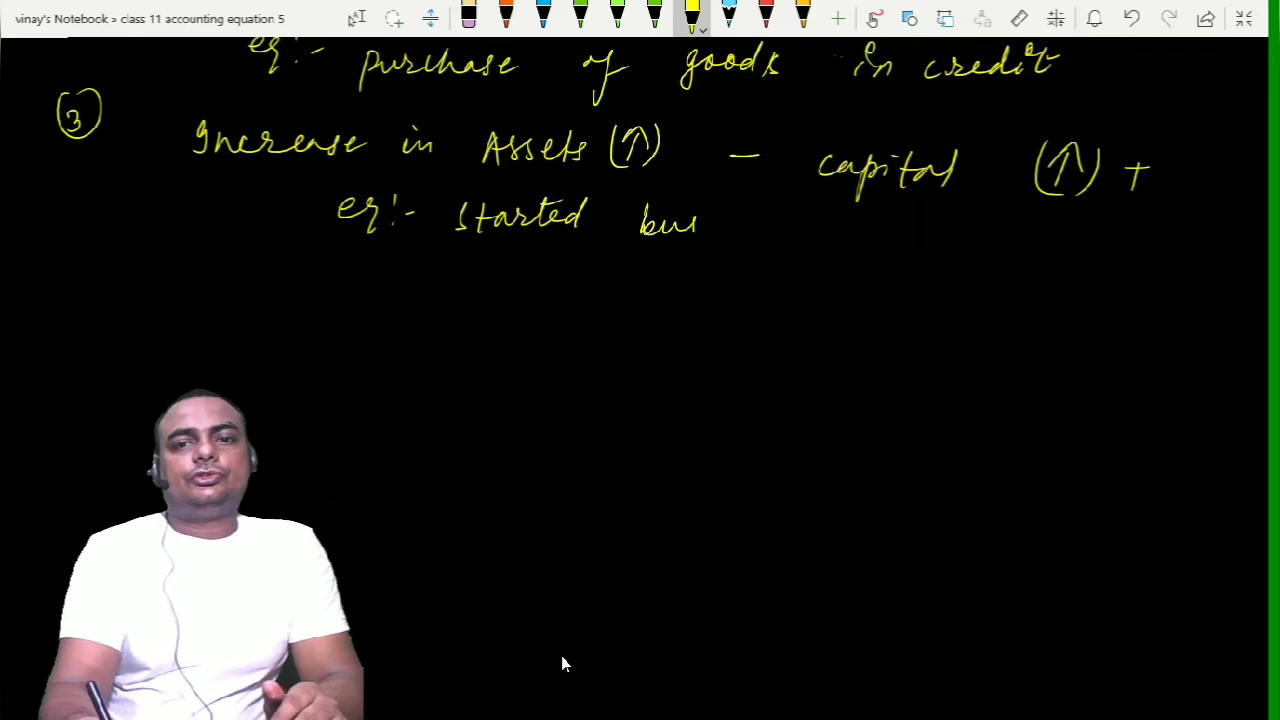 vinay's Notebook > class 11 accounting equation 5
eg:- purchase of goods in credit
3 Increase in Assets (↑) – capital (↑) +
eg:- started bus